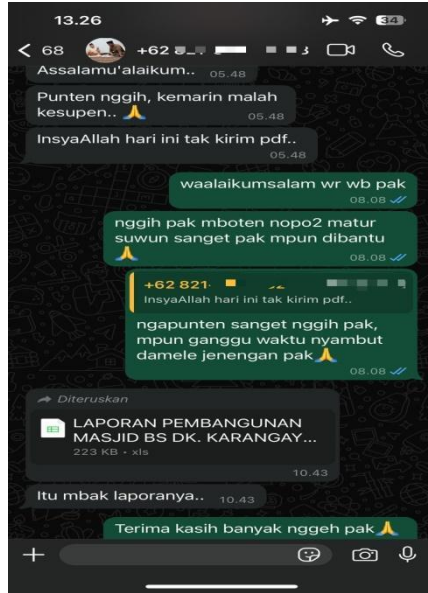 13.26
34
68
+62 8
Assalamu'alaikum.. 05.48
Punten nggih, kemarin malah
kesupen.. 🙏 05.48
InsyaAllah hari ini tak kirim pdf..
05.48
waalaikumsalam wr wb pak
08.08
nggih pak mboten nopo2 matur
suwun sanget pak mpun dibantu
🙏 08.08
+62 821
InsyaAllah hari ini tak kirim pdf..
ngapunten sanget nggih pak,
mpun ganggu waktu nyambut
damele jenengan pak🙏
08.08
Diteruskan
LAPORAN PEMBANGUNAN
MASJID BS DK. KARANGAY...
223 KB • xls
10.43
Itu mbak laporanya.. 10.43
Terima kasih banyak nggeh pak🙏